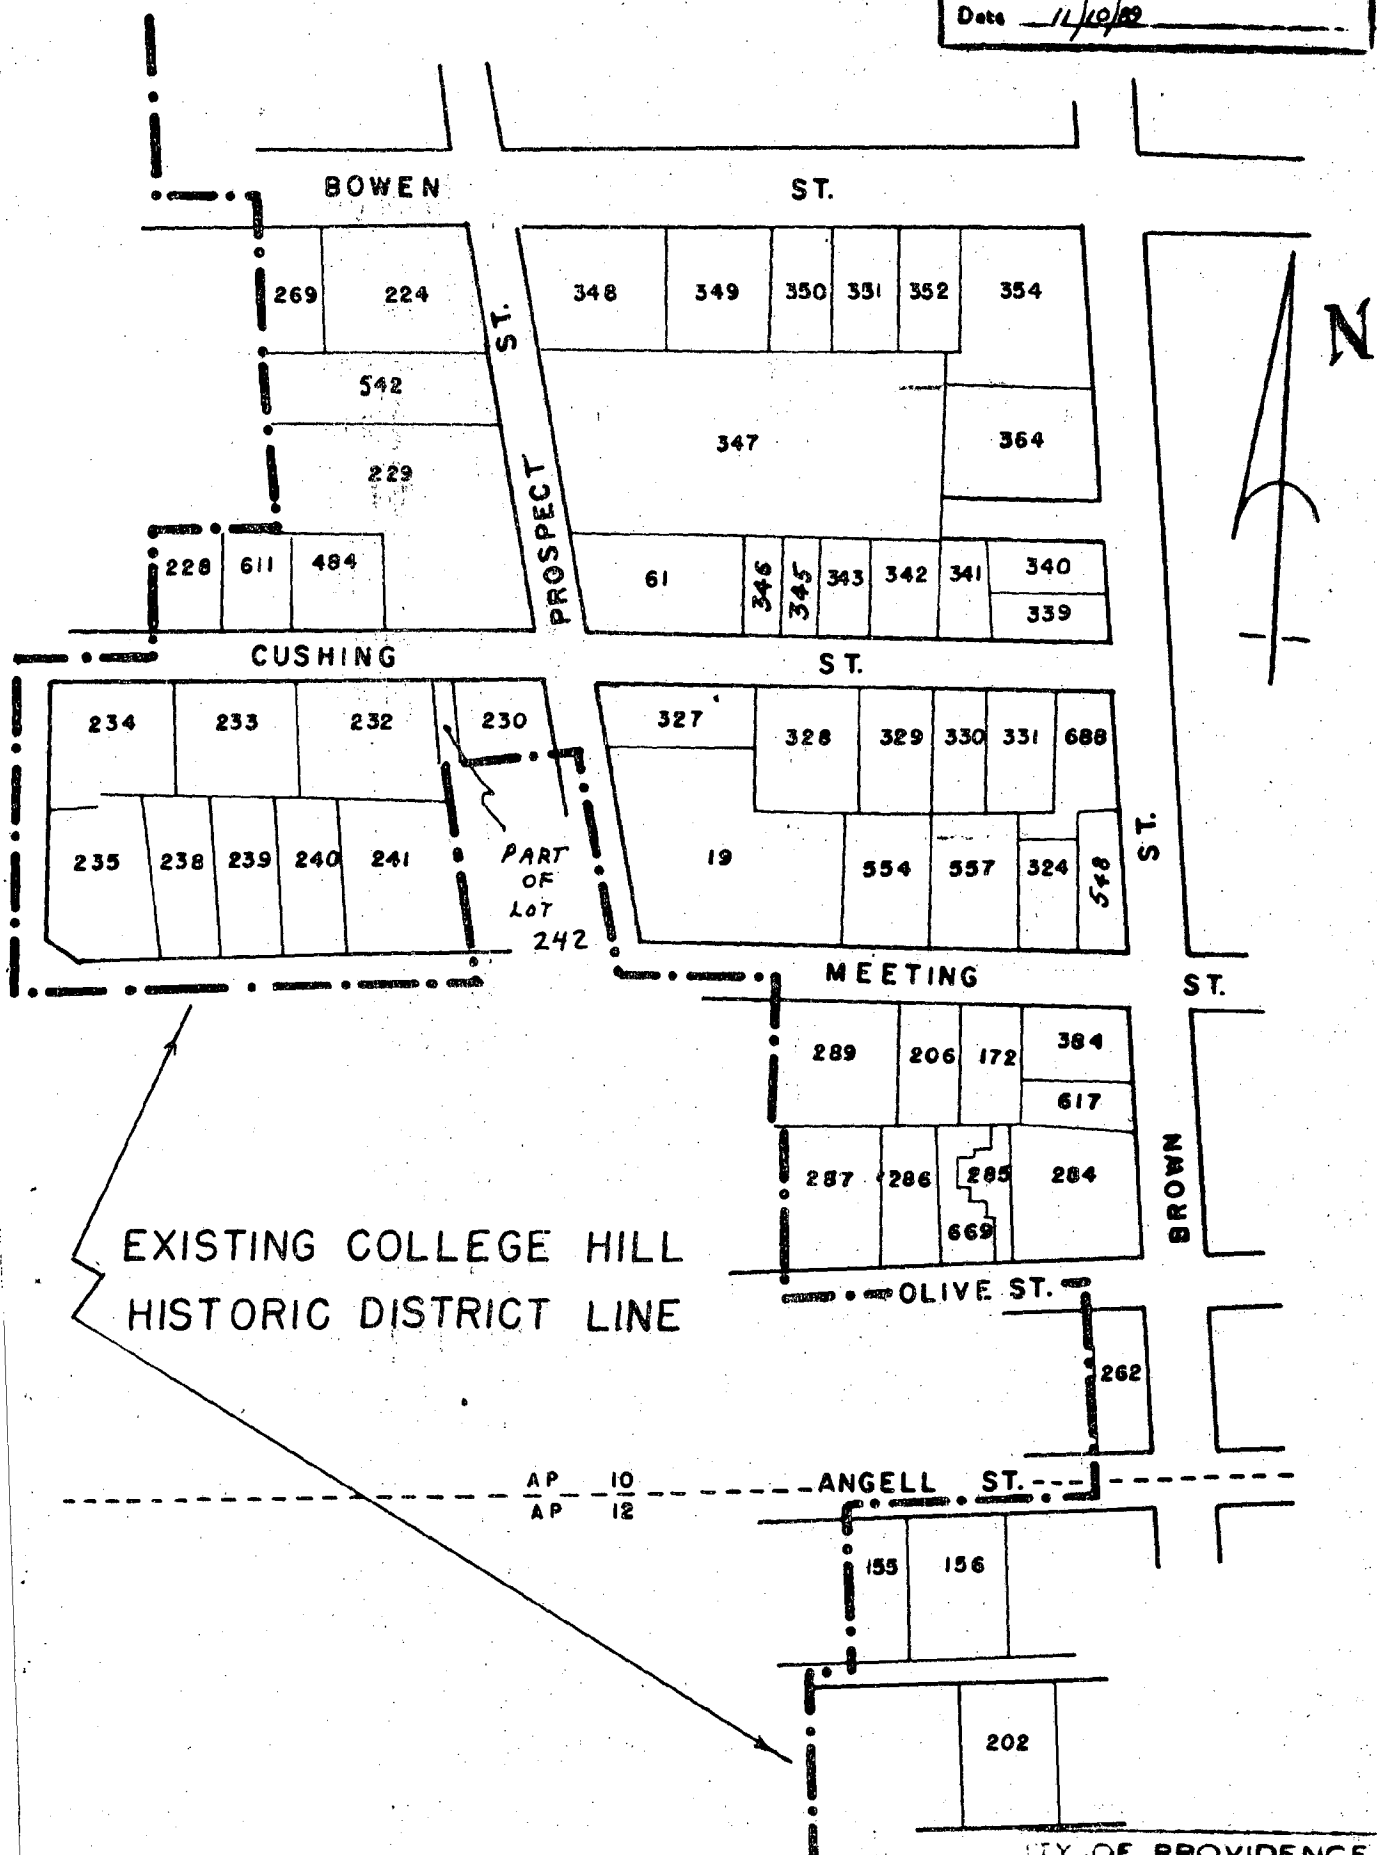 Date 11/10/89
BOWEN ST.
269 224 348 349 350 351 352 354
N
ST.
542
347 364
229
PROSPECT
228 611 484 61 346 345 343 342 341 340
339
CUSHING ST.
234 233 232 230 327 328 329 330 331 688
ST.
235 238 239 240 241 19 554 557 324 548
PART
OF
LOT
242
MEETING ST.
289 206 172 384
617
BROWN
287 286 285 284
669
EXISTING COLLEGE HILL
HISTORIC DISTRICT LINE
OLIVE ST.
262
AP 10
ANGELL ST.
AP 12
155 156
202
OF PROVIDENCE